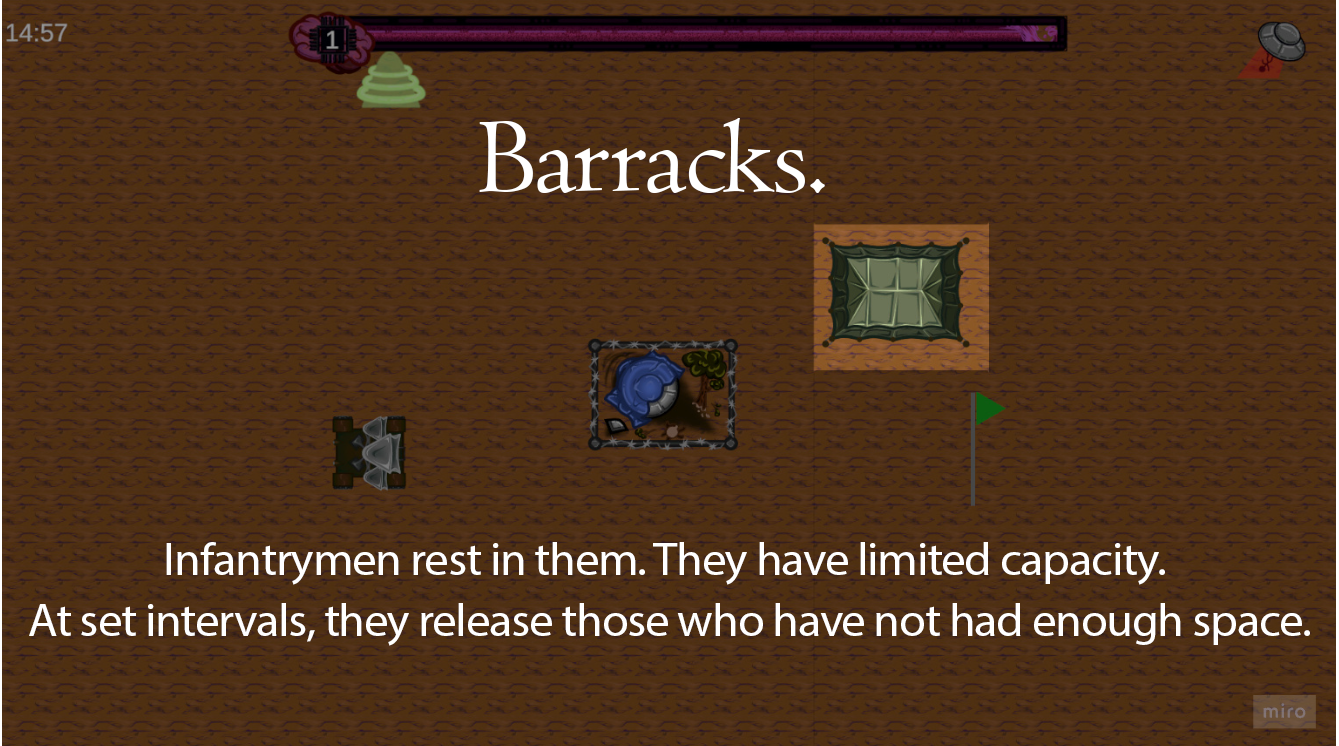 14:57
1
Barracks.
Infantrymen rest in them. They have limited capacity.
At set intervals, they release those who have not had enough space.
miro